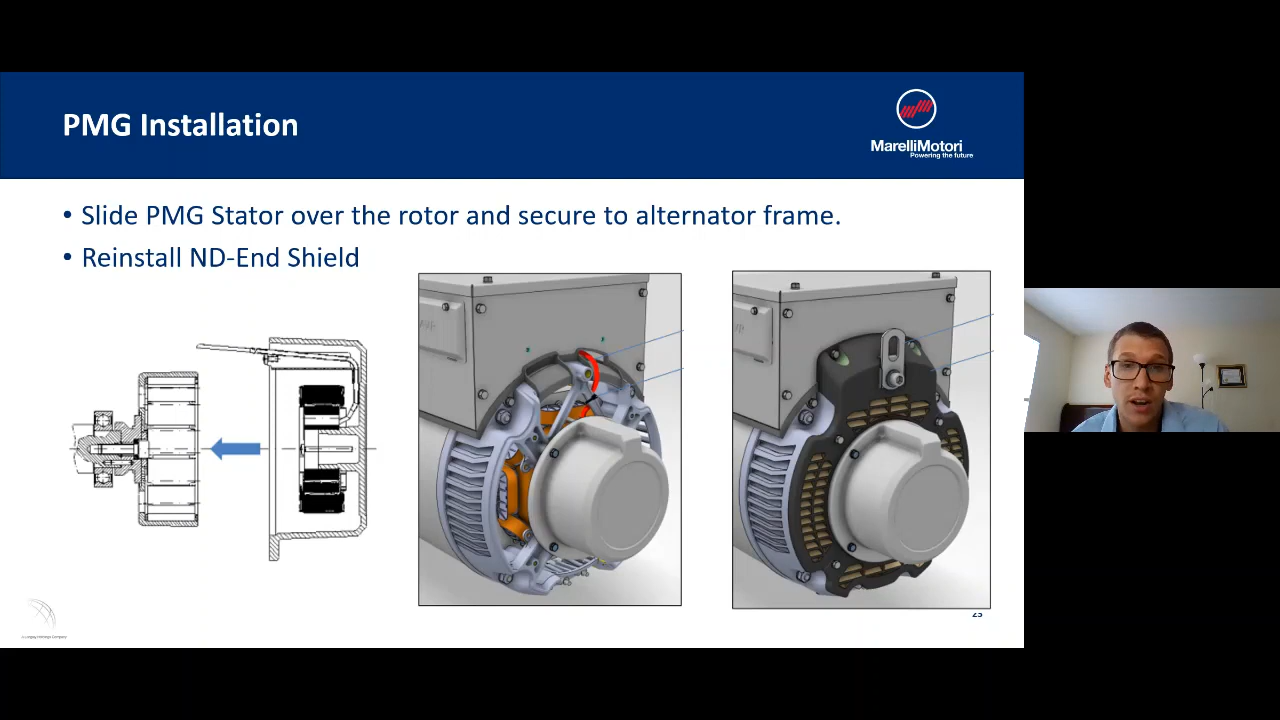 PMG Installation
MarelliMotori
Powering the future
• Slide PMG Stator over the rotor and secure to alternator frame.
• Reinstall ND-End Shield